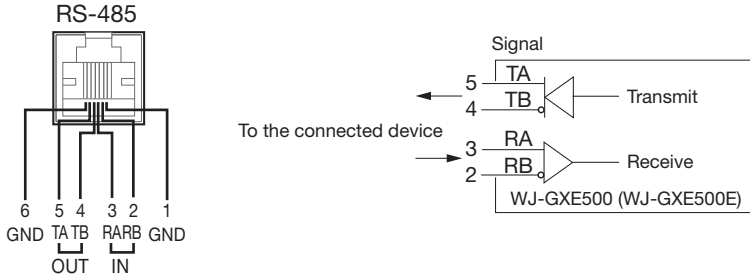 RS-485
6 5 4 3 2 1
GND TA TB RA RB GND
OUT IN
Signal
5 TA
4 TB
Transmit
To the connected device
3 RA
2 RB
Receive
WJ-GXE500 (WJ-GXE500E)